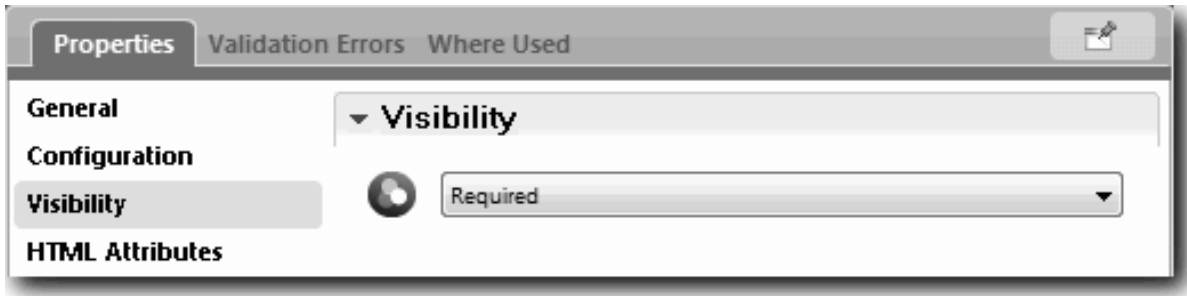 Properties Validation Errors Where Used
General
Visibility
Configuration
Visibility
Required
HTML Attributes